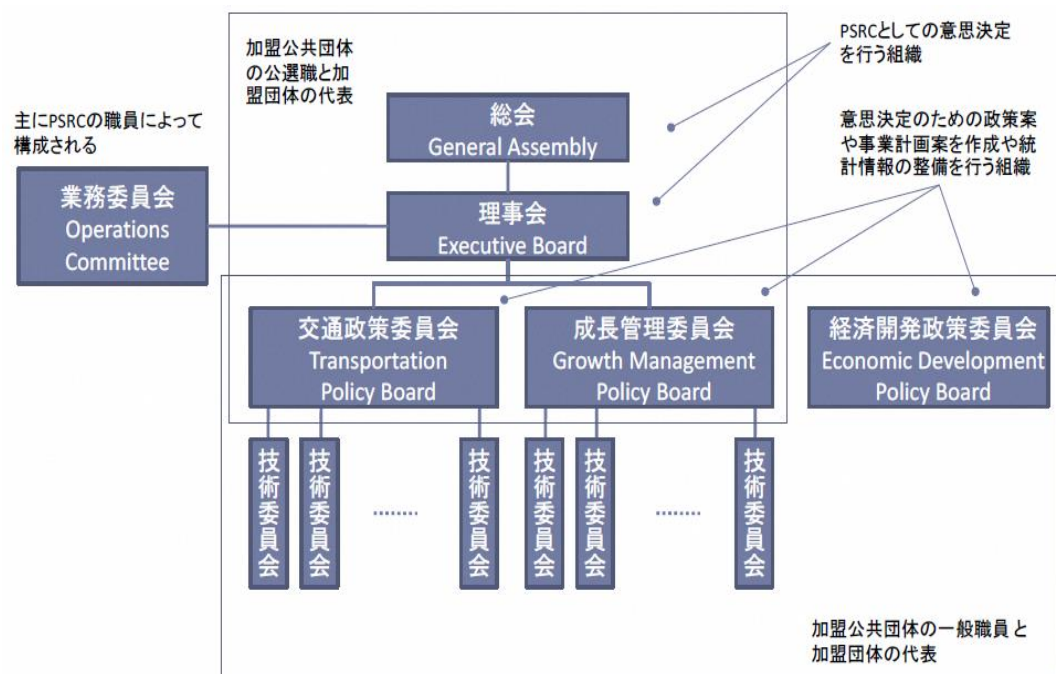 加盟公共団体
の公選職と加
盟団体の代表
PSRCとしての意思決定
を行う組織
主にPSRCの職員によって
構成される
総会
General Assembly
意思決定のための政策案
や事業計画案を作成や統
計情報の整備を行う組織
業務委員会
Operations
Committee
理事会
Executive Board
交通政策委員会
Transportation
Policy Board
成長管理委員会
Growth Management
Policy Board
経済開発政策委員会
Economic Development
Policy Board
技術委員会
技術委員会
........
技術委員会
技術委員会
技術委員会
........
技術委員会
加盟公共団体の一般職員と
加盟団体の代表